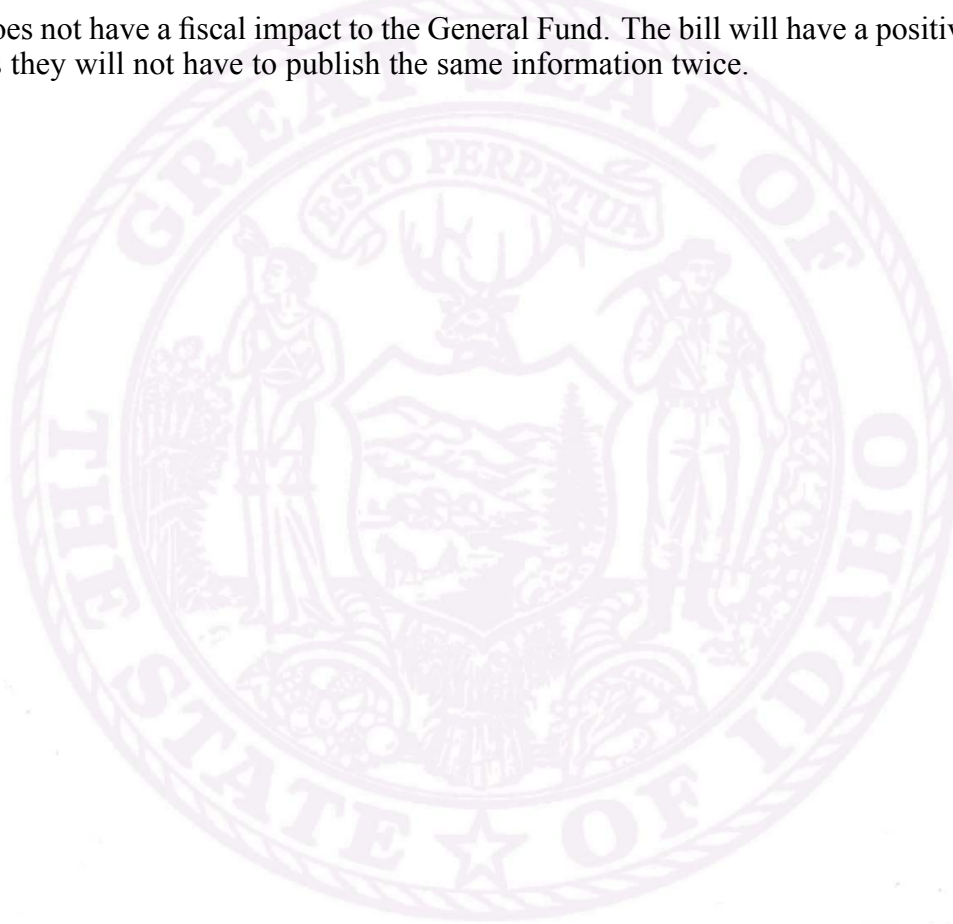 oes not have a fiscal impact to the General Fund. The bill will have a positiv
they will not have to publish the same information twice.
GREAT SEAL OF
ESTO PERPETUA
THE STATE OF IDAHO